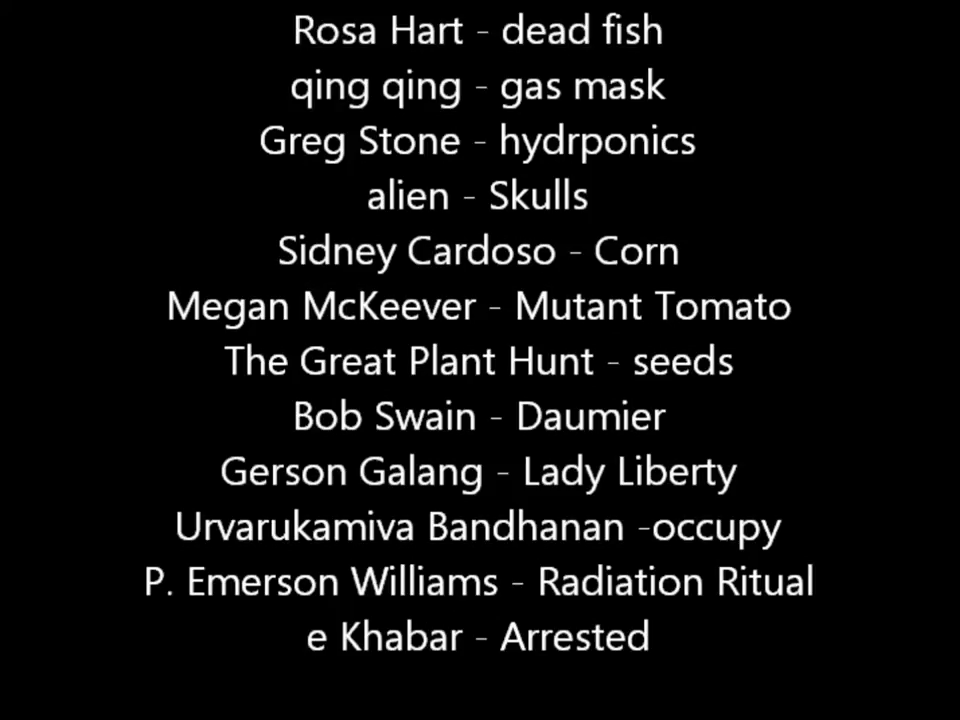 Rosa Hart - dead fish
qing qing - gas mask
Greg Stone - hydrponics
alien - Skulls
Sidney Cardoso - Corn
Megan McKeever - Mutant Tomato
The Great Plant Hunt - seeds
Bob Swain - Daumier
Gerson Galang - Lady Liberty
Urvarukamiva Bandhanan -occupy
P. Emerson Williams - Radiation Ritual
e Khabar - Arrested